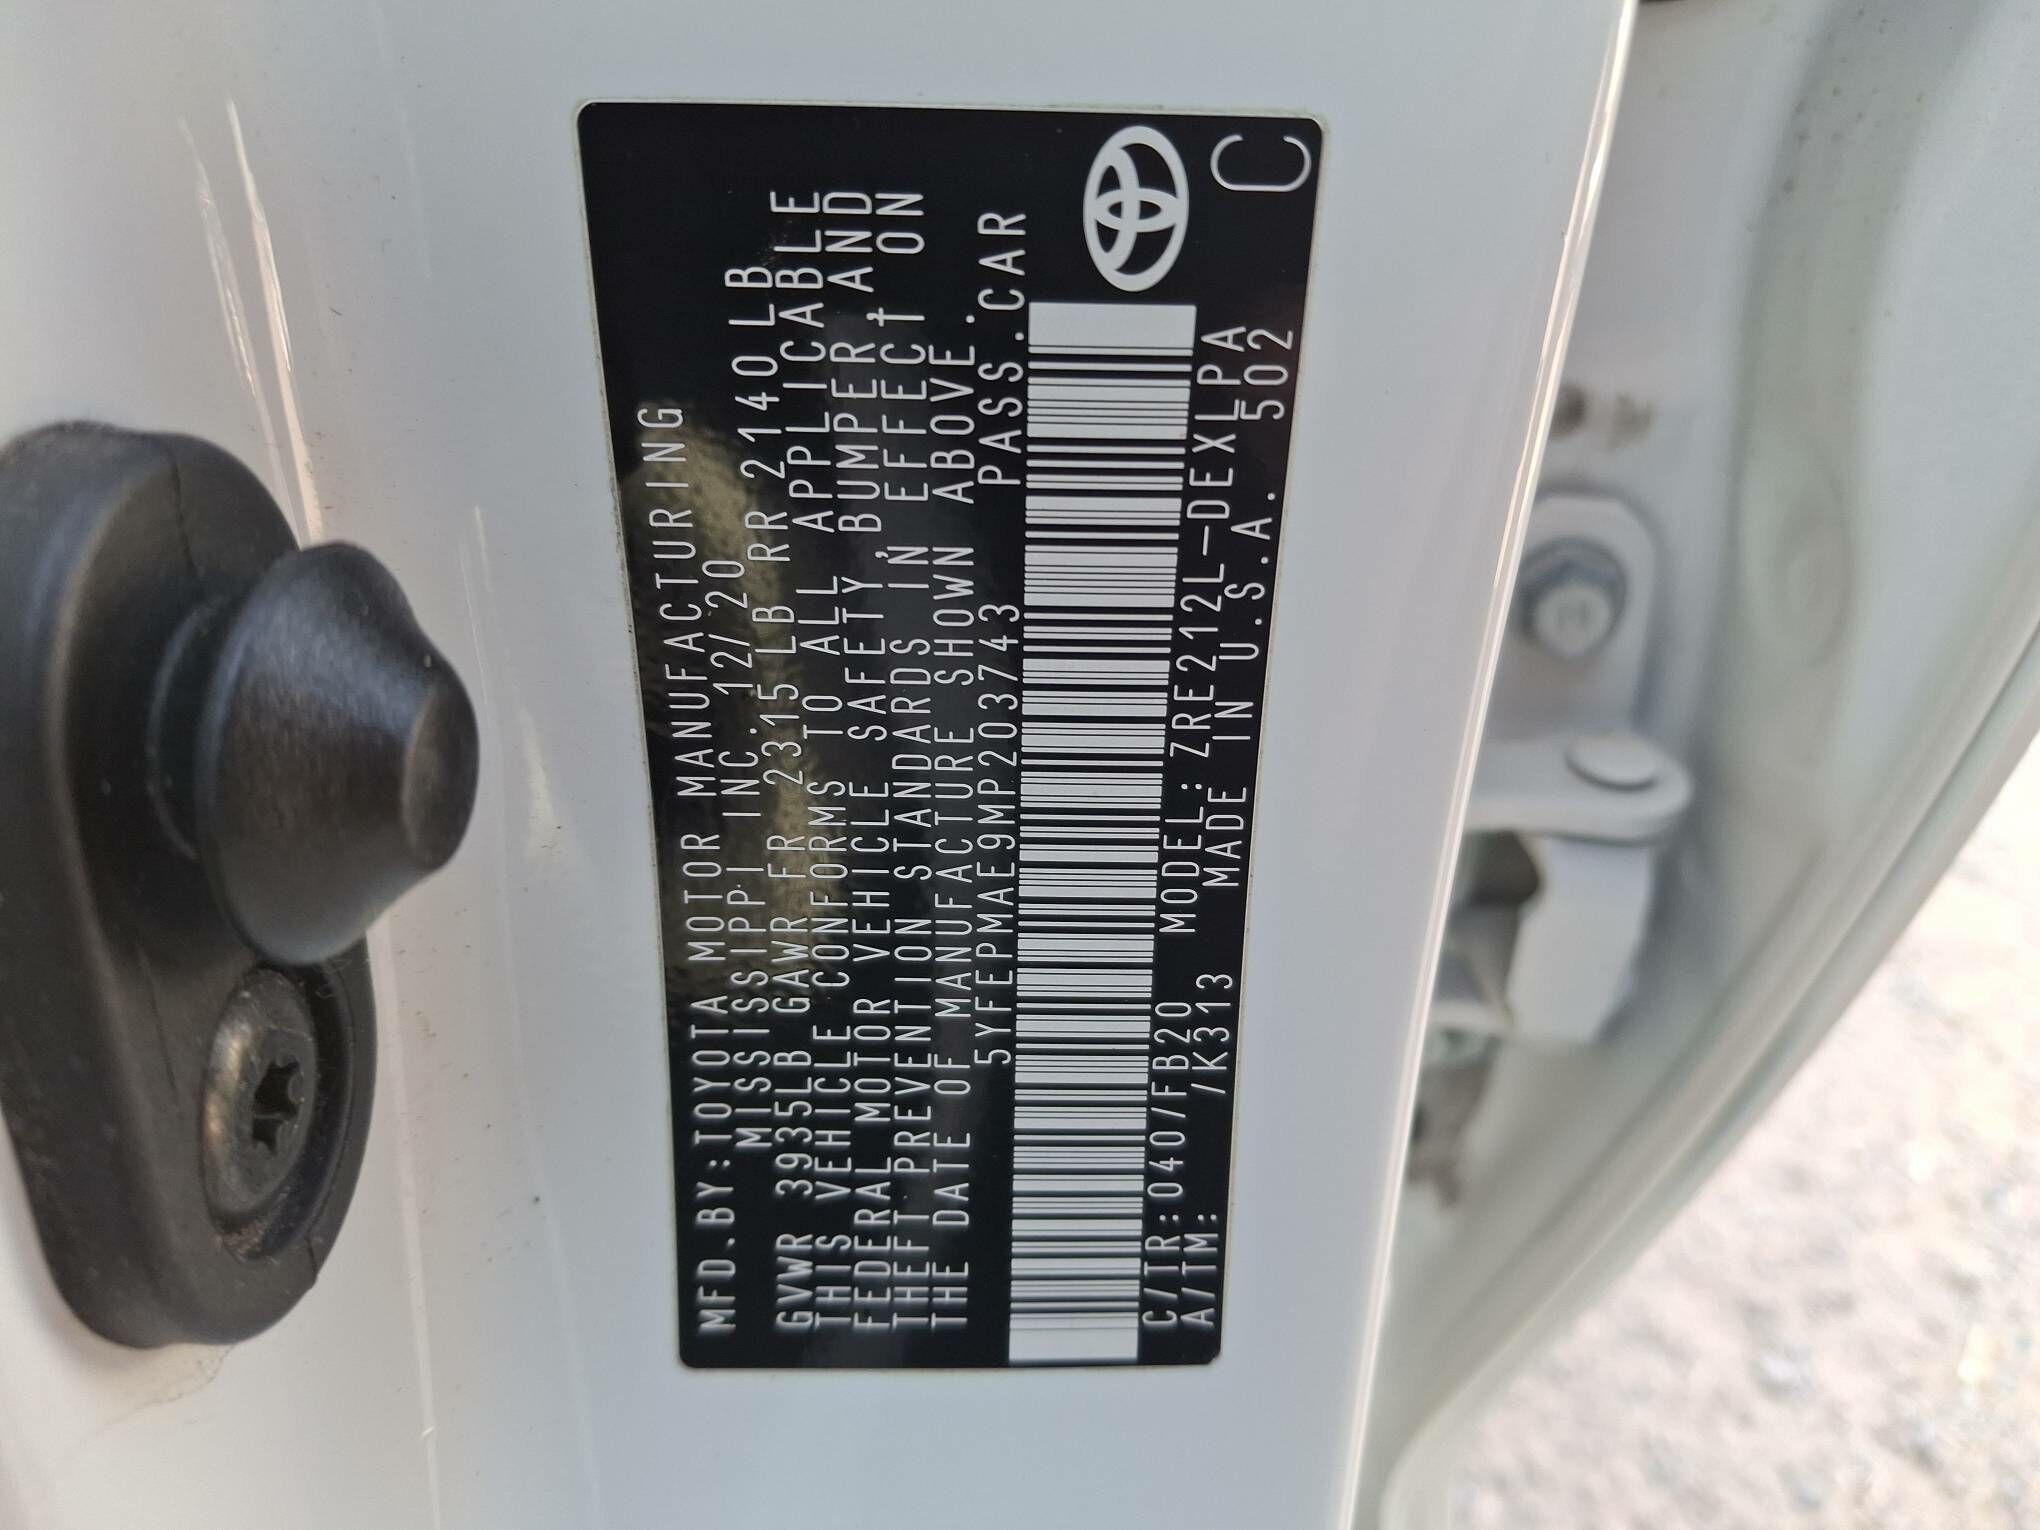 MFD.BY:TOYOTA MOTOR MANUFACTURING
MISSISSIPPI INC. 12/20
GVWR 3935LB GAWR FR 2315LB RR 2140LB
THIS VEHICLE CONFORMS TO ALL APPLICABLE
FEDERAL MOTOR VEHICLE SAFETY, BUMPER, AND
THEFT PREVENTION STANDARDS IN EFFECT ON
THE DATE OF MANUFACTURE SHOWN ABOVE.
5YFEPMAE9MP203743 PASS.CAR
C/TR:040/FB20 MODEL:ZRE212L-DEXLPA
A/TM: /K313 MADE IN U.S.A. 502
C